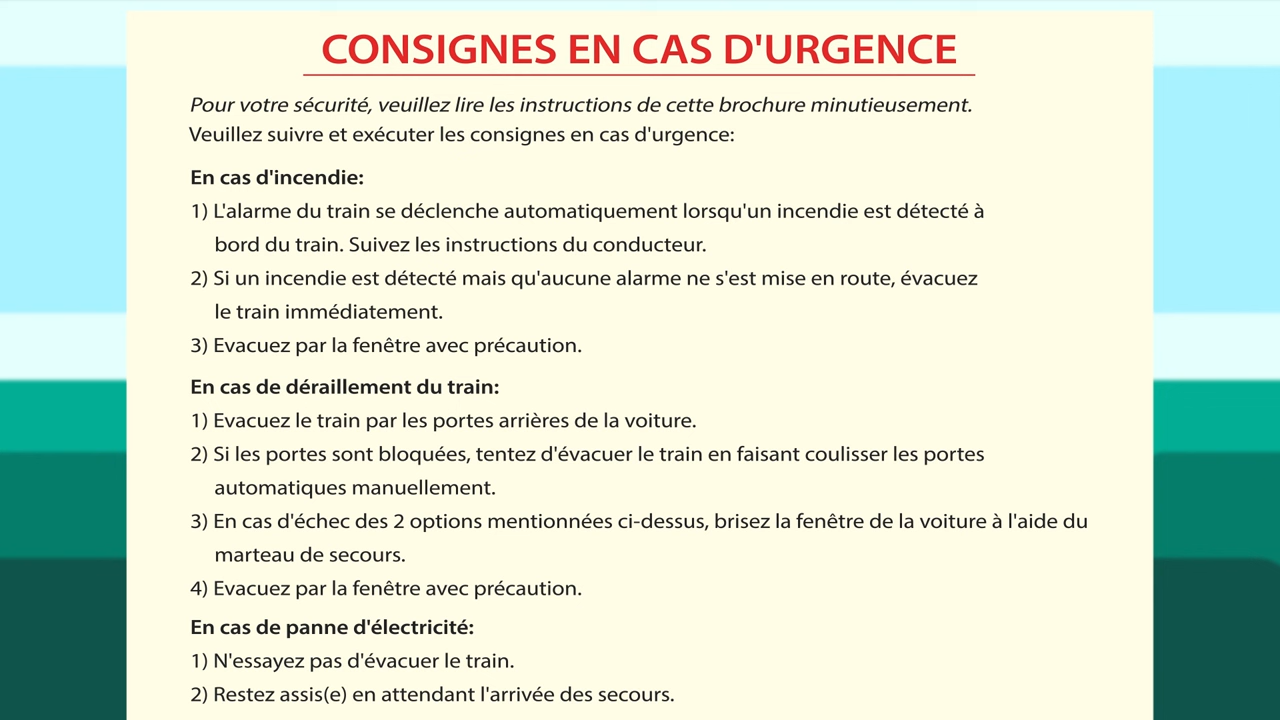 CONSIGNES EN CAS D'URGENCE
Pour votre sécurité, veuillez lire les instructions de cette brochure minutieusement.
Veuillez suivre et exécuter les consignes en cas d'urgence:
En cas d'incendie:
1) L'alarme du train se déclenche automatiquement lorsqu'un incendie est détecté à
bord du train. Suivez les instructions du conducteur.
2) Si un incendie est détecté mais qu'aucune alarme ne s'est mise en route, évacuez
le train immédiatement.
3) Evacuez par la fenêtre avec précaution.
En cas de déraillement du train:
1) Evacuez le train par les portes arrières de la voiture.
2) Si les portes sont bloquées, tentez d'évacuer le train en faisant coulisser les portes
automatiques manuellement.
3) En cas d'échec des 2 options mentionnées ci-dessus, brisez la fenêtre de la voiture à l'aide du
marteau de secours.
4) Evacuez par la fenêtre avec précaution.
En cas de panne d'électricité:
1) N'essayez pas d'évacuer le train.
2) Restez assis(e) en attendant l'arrivée des secours.